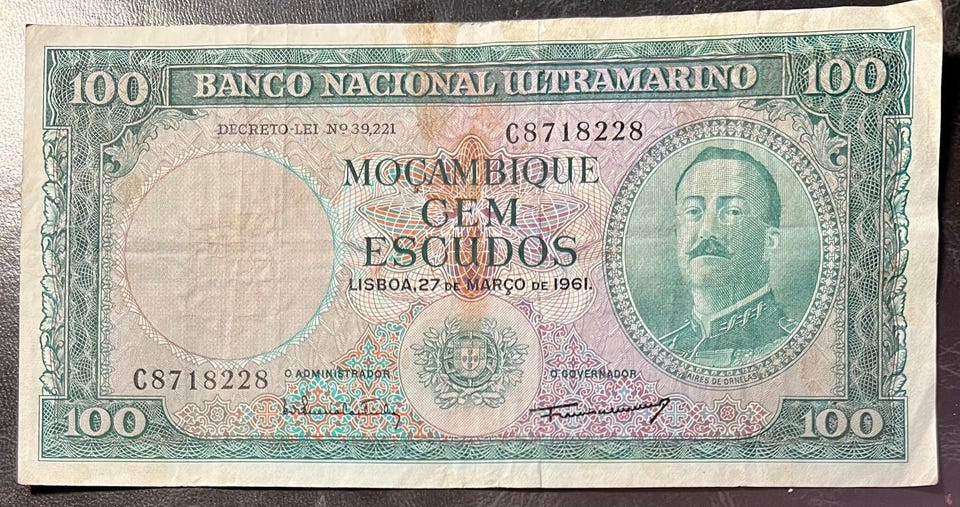 100 BANCO NACIONAL ULTRAMARINO 100
DECRETO-LEI Nº 39,221
C8718228
MOÇAMBIQUE
CEM
ESCUDOS
LISBOA, 27 DE MARÇO DE 1961.
C8718228
O ADMINISTRADOR
O GOVERNADOR
AIRES DE ORNELAS
100
100